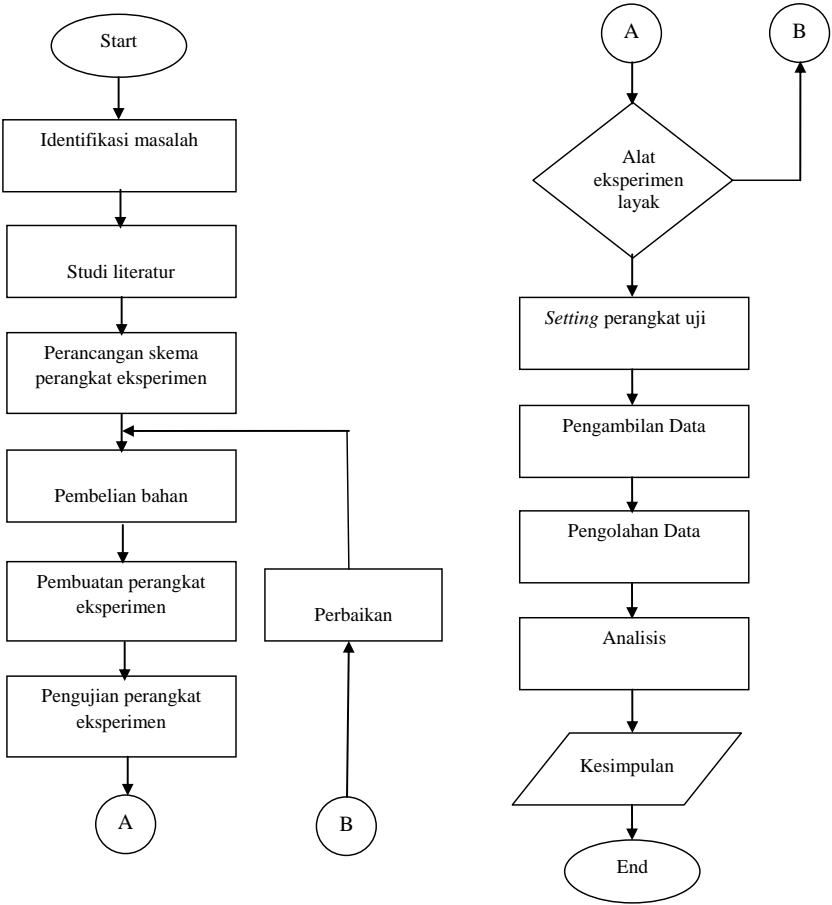 Start
Identifikasi masalah
Studi literatur
Perancangan skema
perangkat eksperimen
Pembelian bahan
Pembuatan perangkat
eksperimen
Pengujian perangkat
eksperimen
A
Perbaikan
B
A
B
Alat
eksperimen
layak
Setting perangkat uji
Pengambilan Data
Pengolahan Data
Analisis
Kesimpulan
End